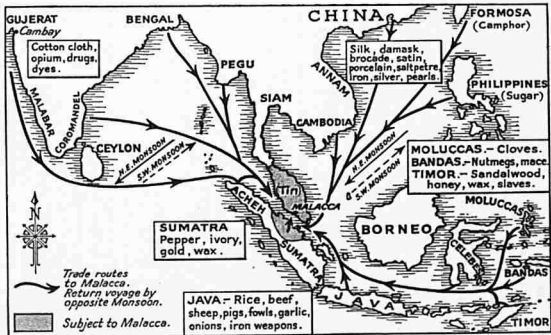 GUJERAT
Cambay
Cotton cloth,
opium, drugs,
dyes.
BENGAL
PEGU
SIAM
CHINA
Silk, damask,
brocade, satin,
porcelain, saltpetre,
iron, silver, pearls.
FORMOSA
(Camphor)
ANNAM
CAMBODIA
PHILIPPINES
(Sugar)
MALABAR
COROMANDEL
CEYLON
N.E. MONSOON
S.W. MONSOON
N.E. MONSOON
S.W. MONSOON
MOLUCCAS.— Cloves.
BANDAS.— Nutmegs, mace.
TIMOR.— Sandalwood,
honey, wax, slaves.
Tin
MALACCA
ACHEH
SUMATRA
SUMATRA
Pepper, ivory,
gold, wax.
BORNEO
CELEBES
MOLUCCAS
BANDAS
TIMOR
JAVA
JAVA.— Rice, beef,
sheep, pigs, fowls, garlic,
onions, iron weapons.
N
Trade routes
to Malacca.
Return voyage by
opposite Monsoon.
Subject to Malacca.